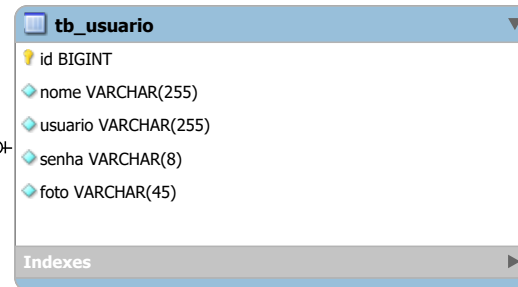 tb_usuario
id BIGINT
nome VARCHAR(255)
usuario VARCHAR(255)
senha VARCHAR(8)
foto VARCHAR(45)
Indexes